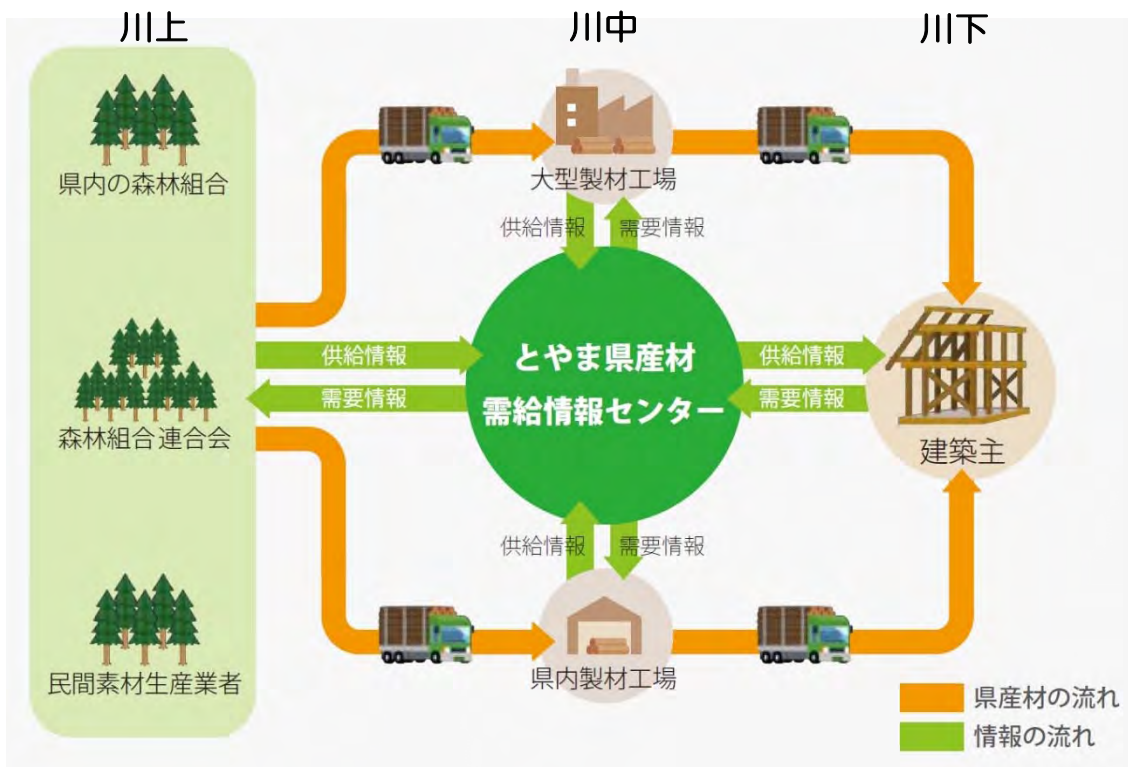 川上
川中
川下
県内の森林組合
大型製材工場
供給情報
需要情報
供給情報
需要情報
とやま県産材
需給情報センター
供給情報
需要情報
森林組合連合会
建築主
供給情報
需要情報
民間素材生産業者
県内製材工場
県産材の流れ
情報の流れ